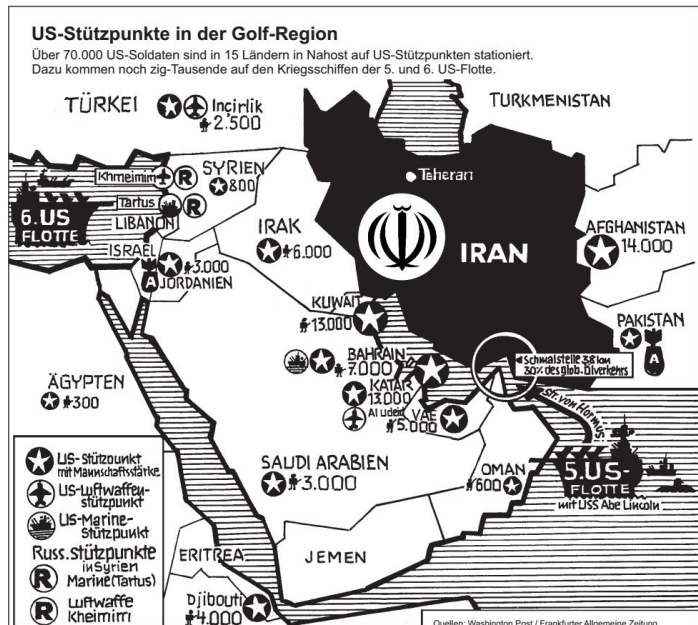 US-Stützpunkte in der Golf-Region
Über 70.000 US-Soldaten sind in 15 Ländern in Nahost auf US-Stützpunkten stationiert.
Dazu kommen noch zig-Tausende auf den Kriegsschiffen der 5. und 6. US-Flotte.
TÜRKEI
Inçirlik
2.500
TURKMENISTAN
Khmeimim
R
SYRIEN
800
Teheran
Tartus
R
6. US
FLOTTE
LIBANON
IRAK
6.000
IRAN
AFGHANISTAN
14.000
ISRAEL
3.000
A
JORDANIEN
KUWAIT
13.000
PAKISTAN
A
BAHRAIN
7.000
Schmalstelle 38 km
30% des glob. Ölverkehrs
KATAR
13.000
Al udeid
VAE
5.000
Str. von Hormus
ÄGYPTEN
300
SAUDI ARABIEN
3.000
OMAN
600
5. US-
FLOTTE
mit USS Abe Lincoln
US-Stützpunkt
mit Mannschaftsstärke
US-Luftwaffen-
stützpunkt
US-Marine-
Stützpunkt
Russ. stützpunkte
in Syrien
R Marine (Tartus)
R Luftwaffe
Kheimim
ERITREA
JEMEN
Djibouti
4.000
Quellen: Washington Post / Frankfurter Allgemeine Zeitung